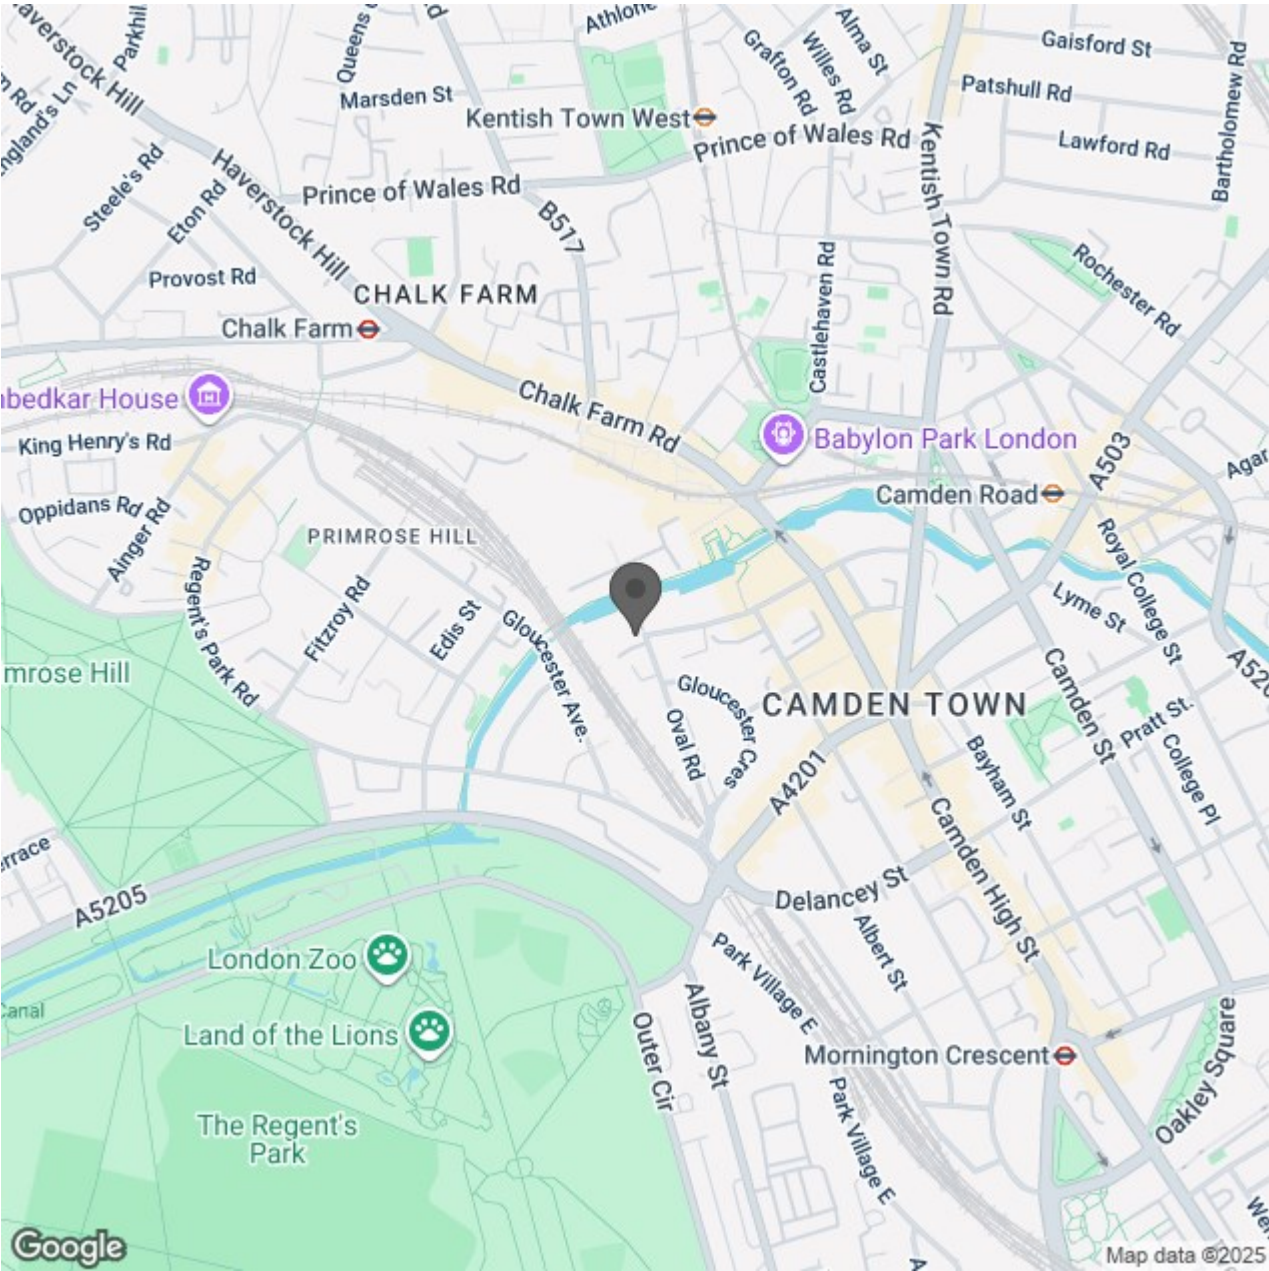 Haverstock Hill
Parkhil
Queens
Athlone
Alma St
Willes Rd
Grafton Rd
Gaisford St
Patshull Rd
Lawford Rd
Bartholomew Rd
Marsden St
Kentish Town West
Prince of Wales Rd
Kentish Town Rd
Steele's Rd
Eton Rd
Haverstock Hill
Prince of Wales Rd
B517
Provost Rd
CHALK FARM
Castlehaven Rd
Rochester Rd
Chalk Farm
Chalk Farm Rd
nbedkar House
King Henry's Rd
Babylon Park London
A503
Agar
Camden Road
Oppidans Rd
Ainger Rd
PRIMROSE HILL
Regent's Park Rd
Fitzroy Rd
Edis St
Gloucester Ave.
Royal College St
Lyme St
mrose Hill
Gloucester Cres
Oval Rd
CAMDEN TOWN
Camden St
Pratt St.
College Pl
A4201
Bayham St
Camden High St
errace
A5205
Delancey St
Albert St
London Zoo
Land of the Lions
Canal
Park Village E
Albany St
Outer Cir
Mornington Crescent
Oakley Square
Park Village E
The Regent's
Park
Google
Map data ©2025